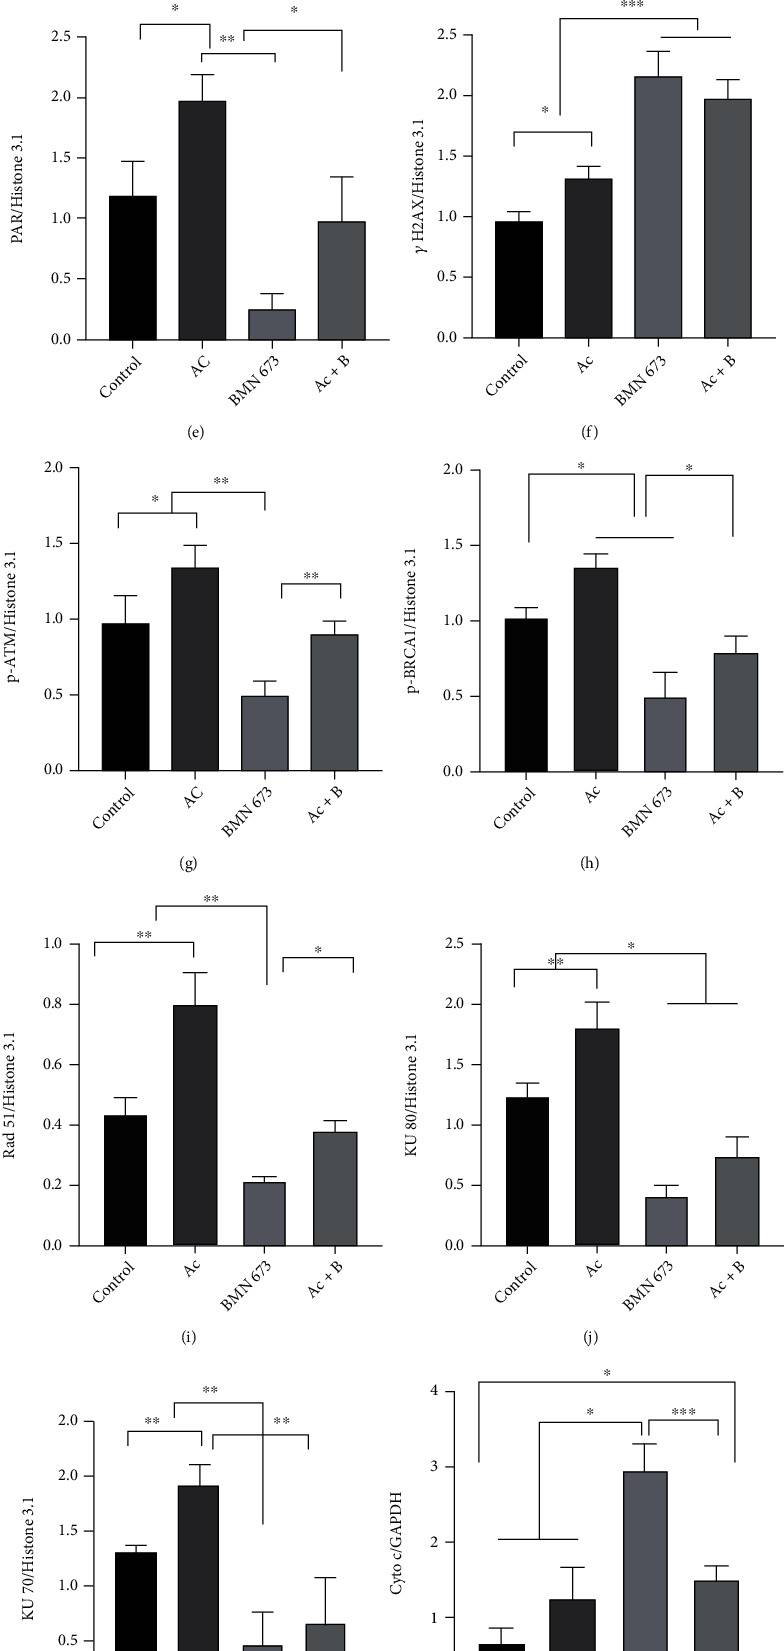 * ** *
PAR/Histone 3.1
2.5
2.0
1.5
1.0
0.5
0.0
Control AC BMN 673 Ac + B
(e)
*** *
γ H2AX/Histone 3.1
2.5
2.0
1.5
1.0
0.5
0.0
Control Ac BMN 673 Ac + B
(f)
* ** **
p-ATM/Histone 3.1
2.0
1.5
1.0
0.5
0.0
Control AC BMN 673 Ac + B
(g)
* *
p-BRCA1/Histone 3.1
2.0
1.5
1.0
0.5
0.0
Control Ac BMN 673 Ac + B
(h)
** ** *
Rad 51/Histone 3.1
1.0
0.8
0.6
0.4
0.2
0.0
Control Ac BMN 673 Ac + B
(i)
** *
KU 80/Histone 3.1
2.5
2.0
1.5
1.0
0.5
0.0
Control Ac BMN 673 Ac + B
(j)
** ** **
KU 70/Histone 3.1
2.0
2.0
1.5
1.0
0.5
* * ***
Cyto c/GAPDH
4
3
2
1